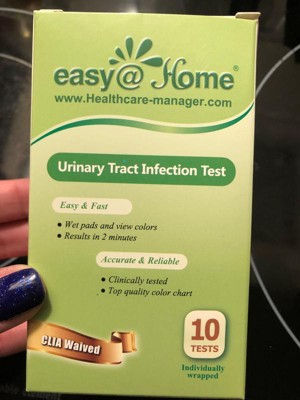 easy@Home®
www.Healthcare-manager.com
Urinary Tract Infection Test
Easy & Fast
• Wet pads and view colors
• Results in 2 minutes
Accurate & Reliable
• Clinically tested
• Top quality color chart
CLIA Waived
10
TESTS
Individually
wrapped